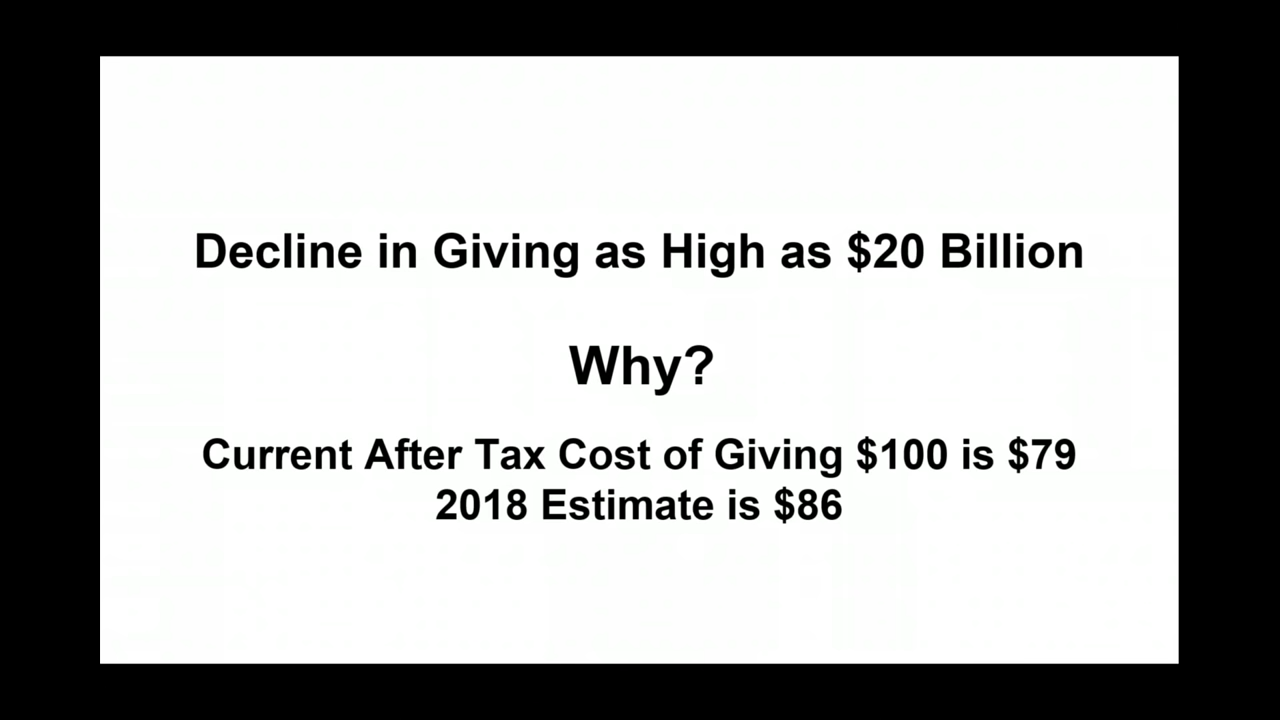 Decline in Giving as High as $20 Billion
Why?
Current After Tax Cost of Giving $100 is $79
2018 Estimate is $86